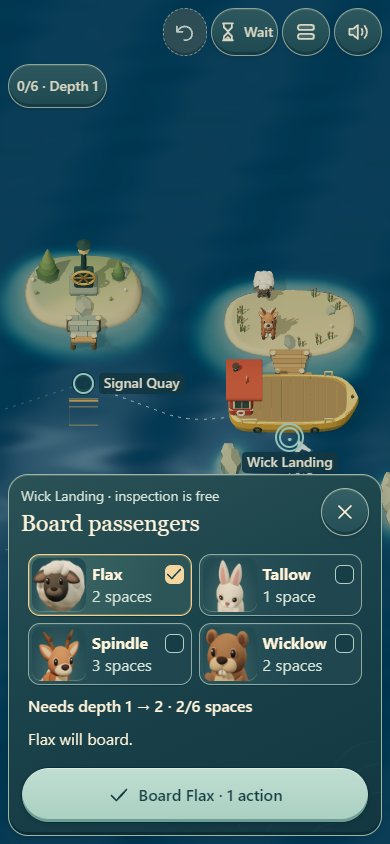 Wait
0/6 · Depth 1
Signal Quay
Wick Landing
Wick Landing · inspection is free
Board passengers
Flax
2 spaces
Tallow
1 space
Spindle
3 spaces
Wicklow
2 spaces
Needs depth 1 → 2 · 2/6 spaces
Flax will board.
Board Flax · 1 action